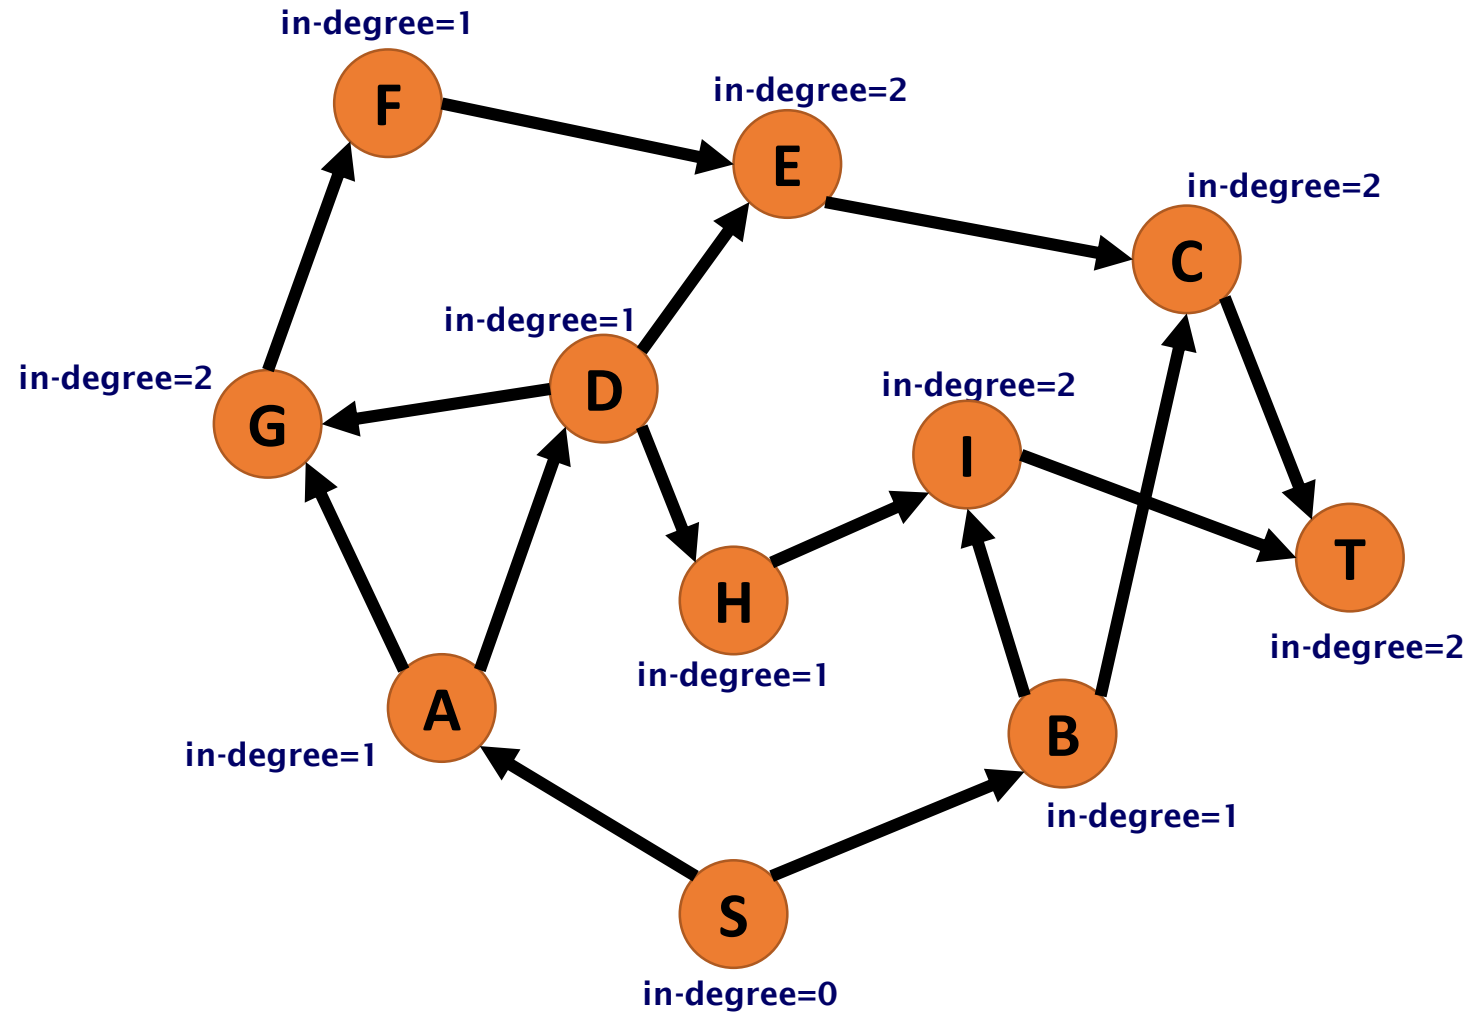 in-degree=1
F
in-degree=2
E
in-degree=2
C
in-degree=1
D
in-degree=2
G
in-degree=2
I
T
in-degree=2
H
in-degree=1
A
in-degree=1
B
in-degree=1
S
in-degree=0